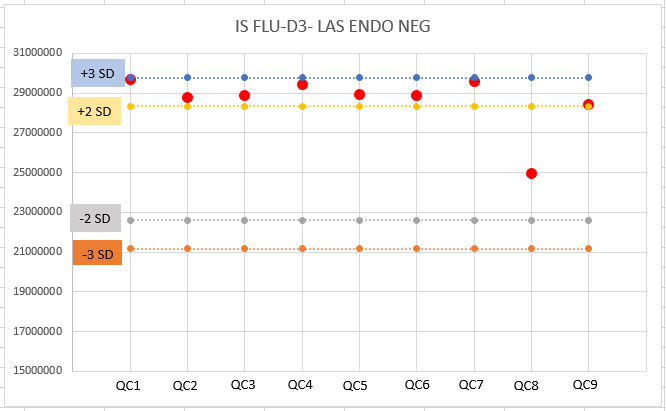 IS FLU-D3- LAS ENDO NEG
31000000
+3 SD
29000000
+2 SD
27000000
25000000
23000000
-2 SD
21000000
-3 SD
19000000
17000000
15000000
QC1 QC2 QC3 QC4 QC5 QC6 QC7 QC8 QC9